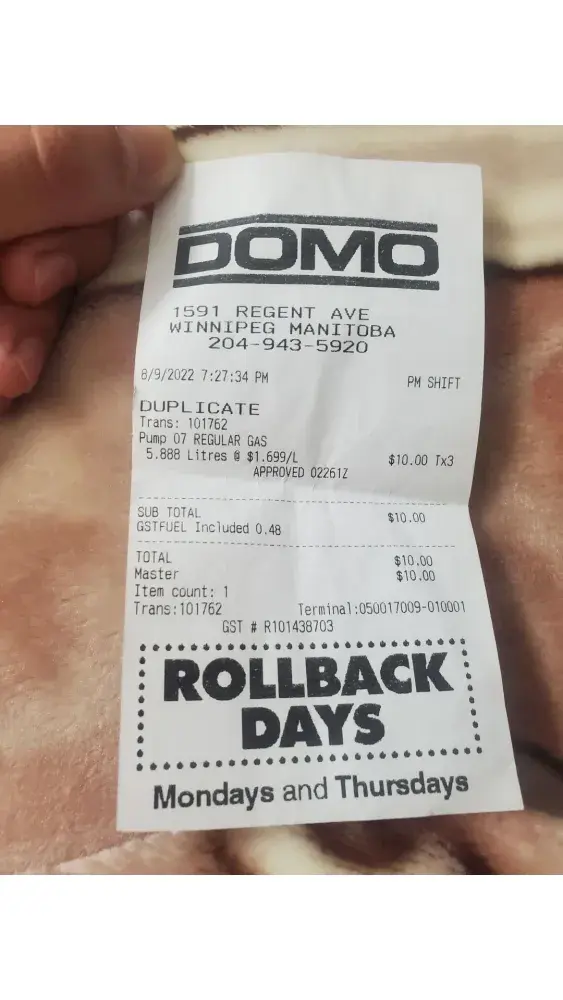 DOMO
1591 REGENT AVE
WINNIPEG MANITOBA
204-943-5920
8/9/2022 7:27:34 PM PM SHIFT
DUPLICATE
Trans: 101762
Pump 07 REGULAR GAS
5.888 Litres @ $1.699/L $10.00 Tx3
APPROVED 02261Z
SUB TOTAL $10.00
GSTFUEL Included 0.48
TOTAL $10.00
Master $10.00
Item count: 1
Trans:101762 Terminal:050017009-010001
GST # R101438703
ROLLBACK
DAYS
Mondays and Thursdays